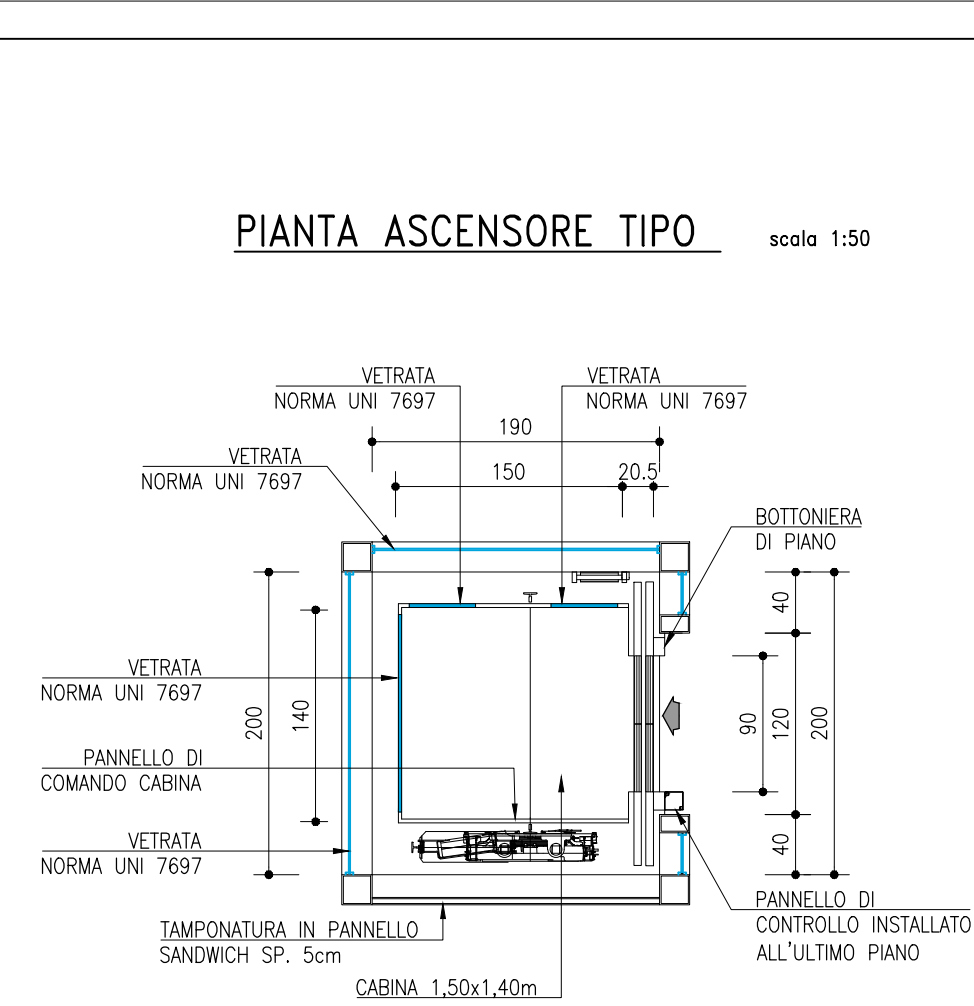 PIANTA ASCENSORE TIPO
scala 1:50
VETRATA
NORMA UNI 7697
VETRATA
NORMA UNI 7697
190
VETRATA
NORMA UNI 7697
150
20.5
BOTTONIERA
DI PIANO
40
VETRATA
NORMA UNI 7697
200
140
90
120
200
PANNELLO DI
COMANDO CABINA
VETRATA
NORMA UNI 7697
40
PANNELLO DI
CONTROLLO INSTALLATO
ALL'ULTIMO PIANO
TAMPONATURA IN PANNELLO
SANDWICH SP. 5cm
CABINA 1,50x1,40m